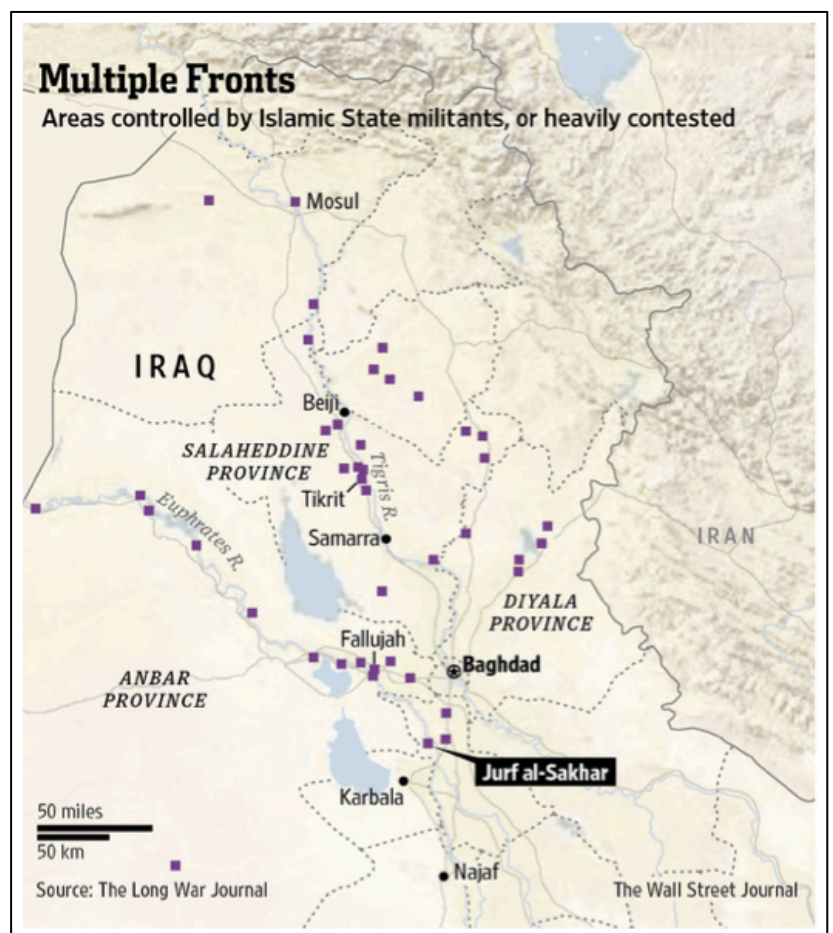 Multiple Fronts
Areas controlled by Islamic State militants, or heavily contested
Mosul
IRAQ
Beiji
SALAHEDDINE
PROVINCE
Tigris R.
Tikrit
Euphrates R.
Samarra
IRAN
DIYALA
PROVINCE
Fallujah
Baghdad
ANBAR
PROVINCE
Jurf al-Sakhar
Karbala
50 miles
50 km
Najaf
Source: The Long War Journal
The Wall Street Journal